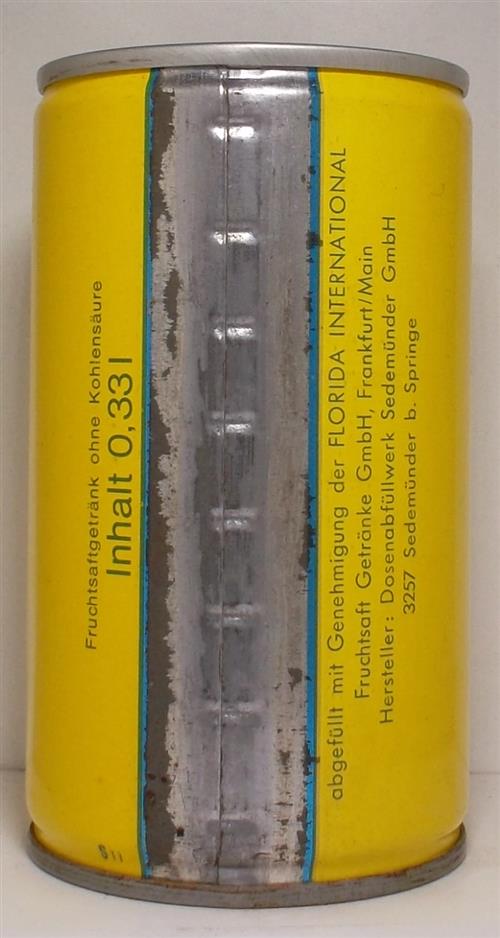 Fruchtsaftgetränk ohne Kohlensäure
Inhalt 0,33 l
abgefüllt mit Genehmigung der FLORIDA INTERNATIONAL
Fruchtsaft Getränke GmbH, Frankfurt/Main
Hersteller: Dosenabfüllwerk Sedemünder GmbH
3257 Sedemünder b. Springe